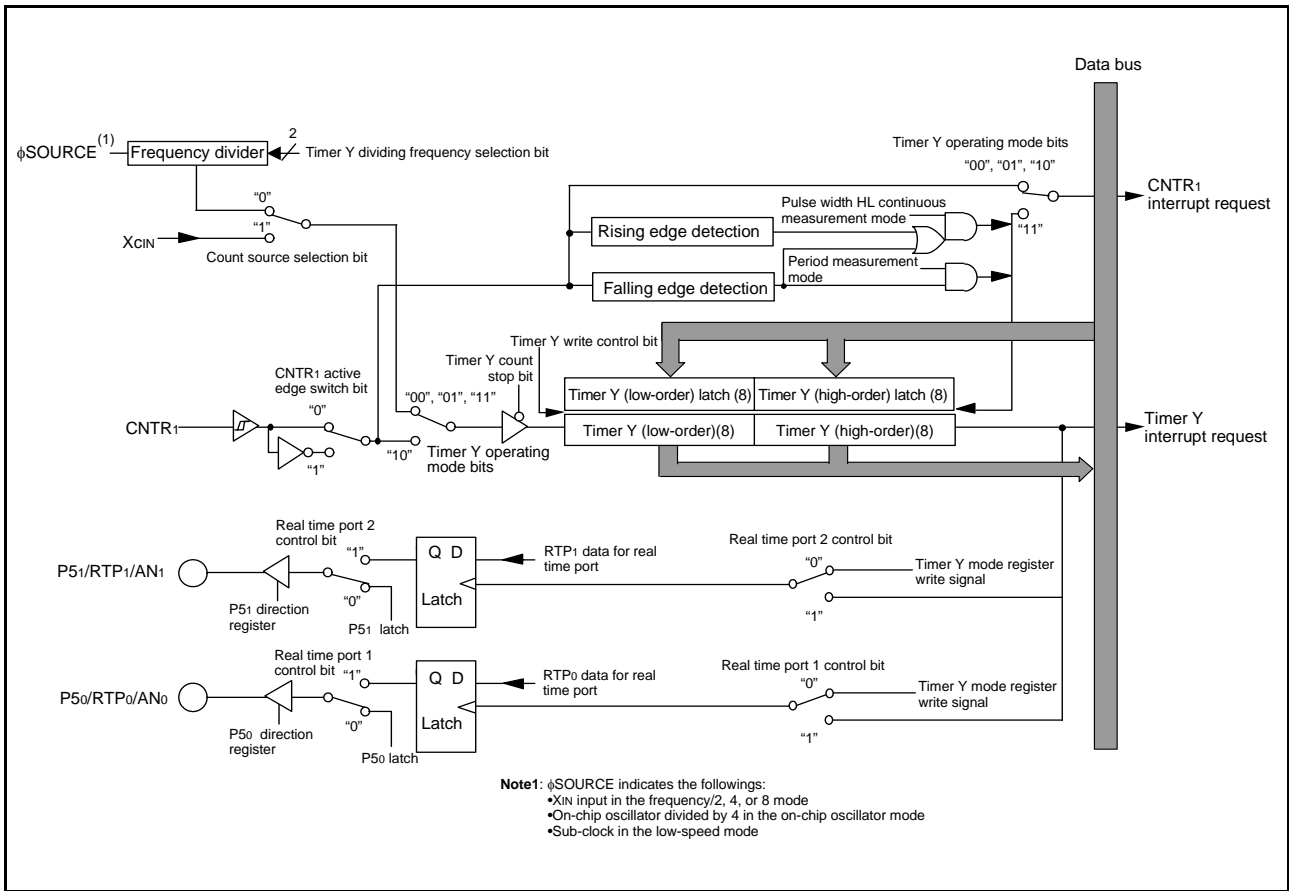 Data bus
φSOURCE(1)
Frequency divider
2
Timer Y dividing frequency selection bit
Timer Y operating mode bits
"00", "01", "10"
CNTR1
interrupt request
"0"
"1"
XCIN
Count source selection bit
Pulse width HL continuous
measurement mode
"11"
Rising edge detection
Period measurement
mode
Falling edge detection
Timer Y write control bit
Timer Y count
stop bit
CNTR1 active
edge switch bit
"00", "01", "11"
Timer Y (low-order) latch (8)
Timer Y (high-order) latch (8)
"0"
CNTR1
Timer Y (low-order)(8)
Timer Y (high-order)(8)
Timer Y
interrupt request
"10"
Timer Y operating
mode bits
"1"
Real time port 2
control bit
"1"
Q D
RTP1 data for real
time port
Real time port 2 control bit
"0"
Timer Y mode register
write signal
P51/RTP1/AN1
"0"
Latch
"1"
P51 direction
register
P51 latch
Real time port 1
control bit
"1"
Q D
RTP0 data for real
time port
Real time port 1 control bit
"0"
Timer Y mode register
write signal
P50/RTP0/AN0
"0"
Latch
"1"
P50 direction
register
P50 latch
Note1: φSOURCE indicates the followings:
•XIN input in the frequency/2, 4, or 8 mode
•On-chip oscillator divided by 4 in the on-chip oscillator mode
•Sub-clock in the low-speed mode